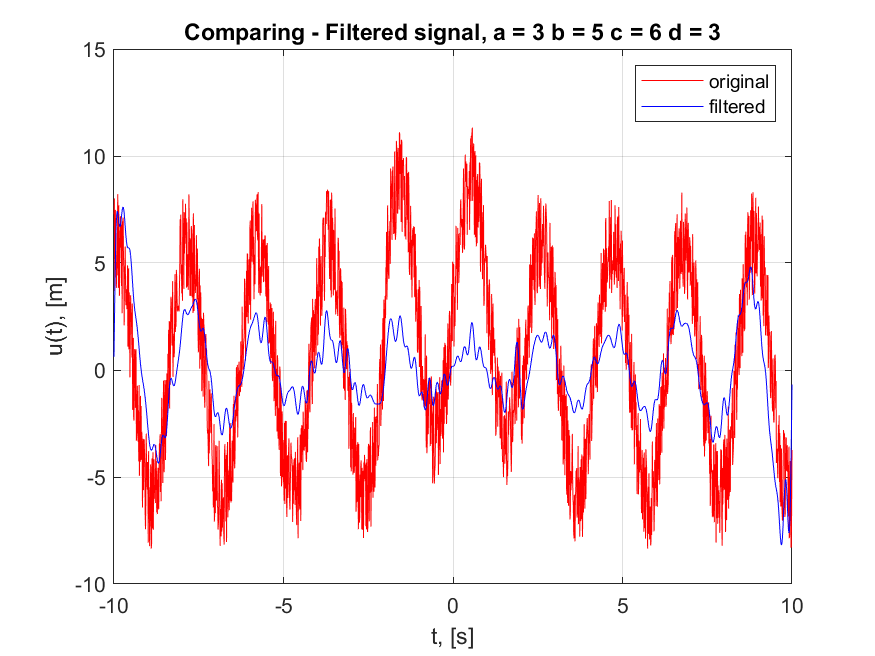 Comparing - Filtered signal, a = 3 b = 5 c = 6 d = 3
15
10
5
0
-5
-10
u(t), [m]
original
filtered
-10
-5
0
5
10
t, [s]